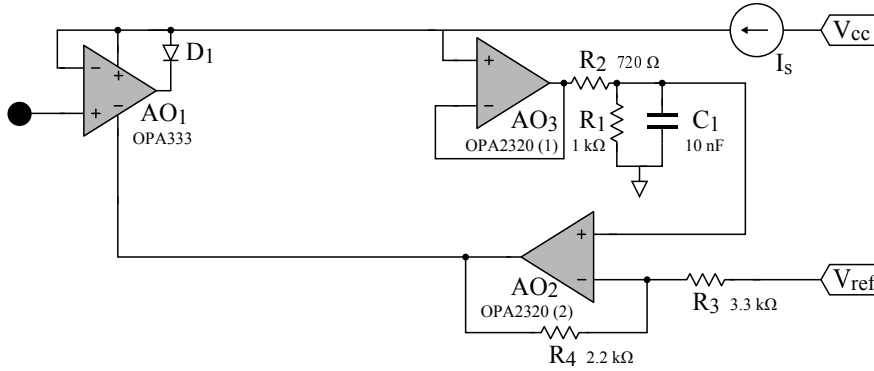 Vcc
Is
D1
−
+
+
−
AO1
OPA333
+
−
AO3
OPA2320 (1)
R2 720 Ω
R1
1 kΩ
C1
10 nF
+
−
AO2
OPA2320 (2)
R3 3.3 kΩ
Vref
R4 2.2 kΩ